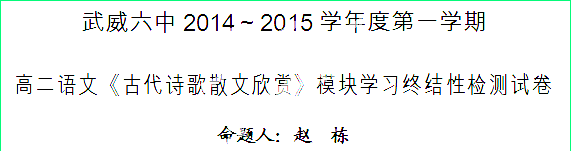 武威六中 2014～2015 学年度第一学期
高二语文《古代诗歌散文欣赏》模块学习终结性检测试卷
命题人：赵 栋